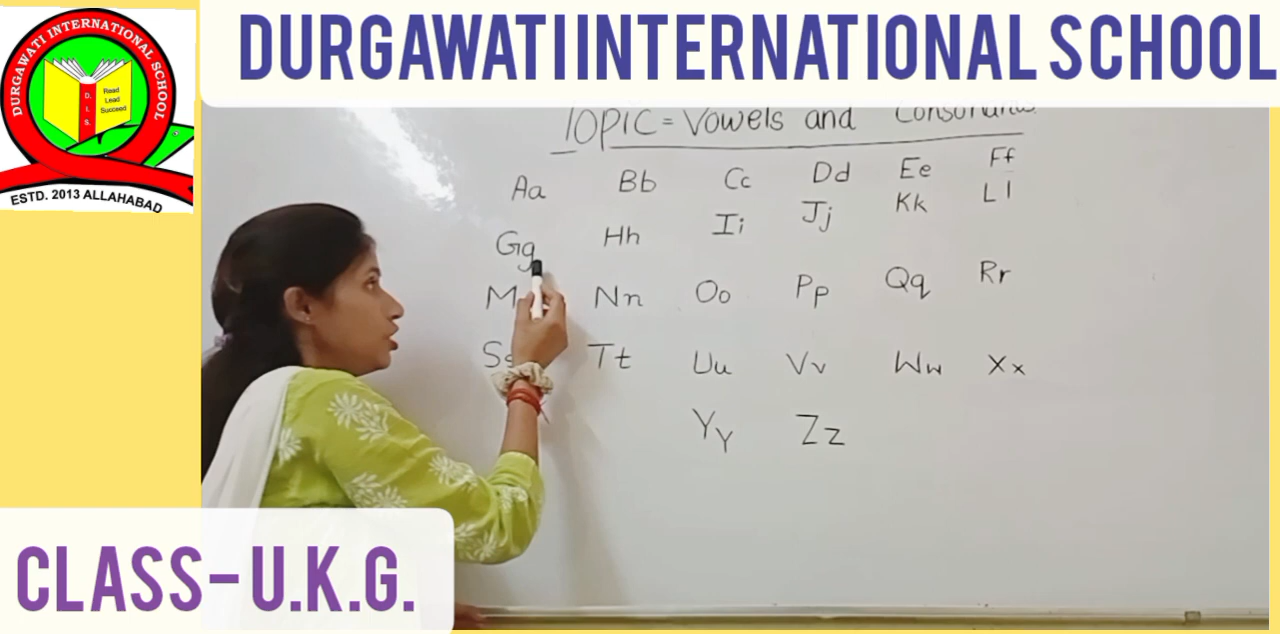 DURGAWATI INTERNATIONAL SCHOOL
DURGAWATI INTERNATIONAL SCHOOL
D. I. S.
Read
Lead
Succeed
ESTD. 2013 ALLAHABAD
TOPIC = Vowels and Consonants
Aa Bb Cc Dd Ee Ff
Gg Hh Ii Jj Kk Ll
M Nn Oo Pp Qq Rr
Ss Tt Uu Vv Ww Xx
Yy Zz
CLASS- U.K.G.